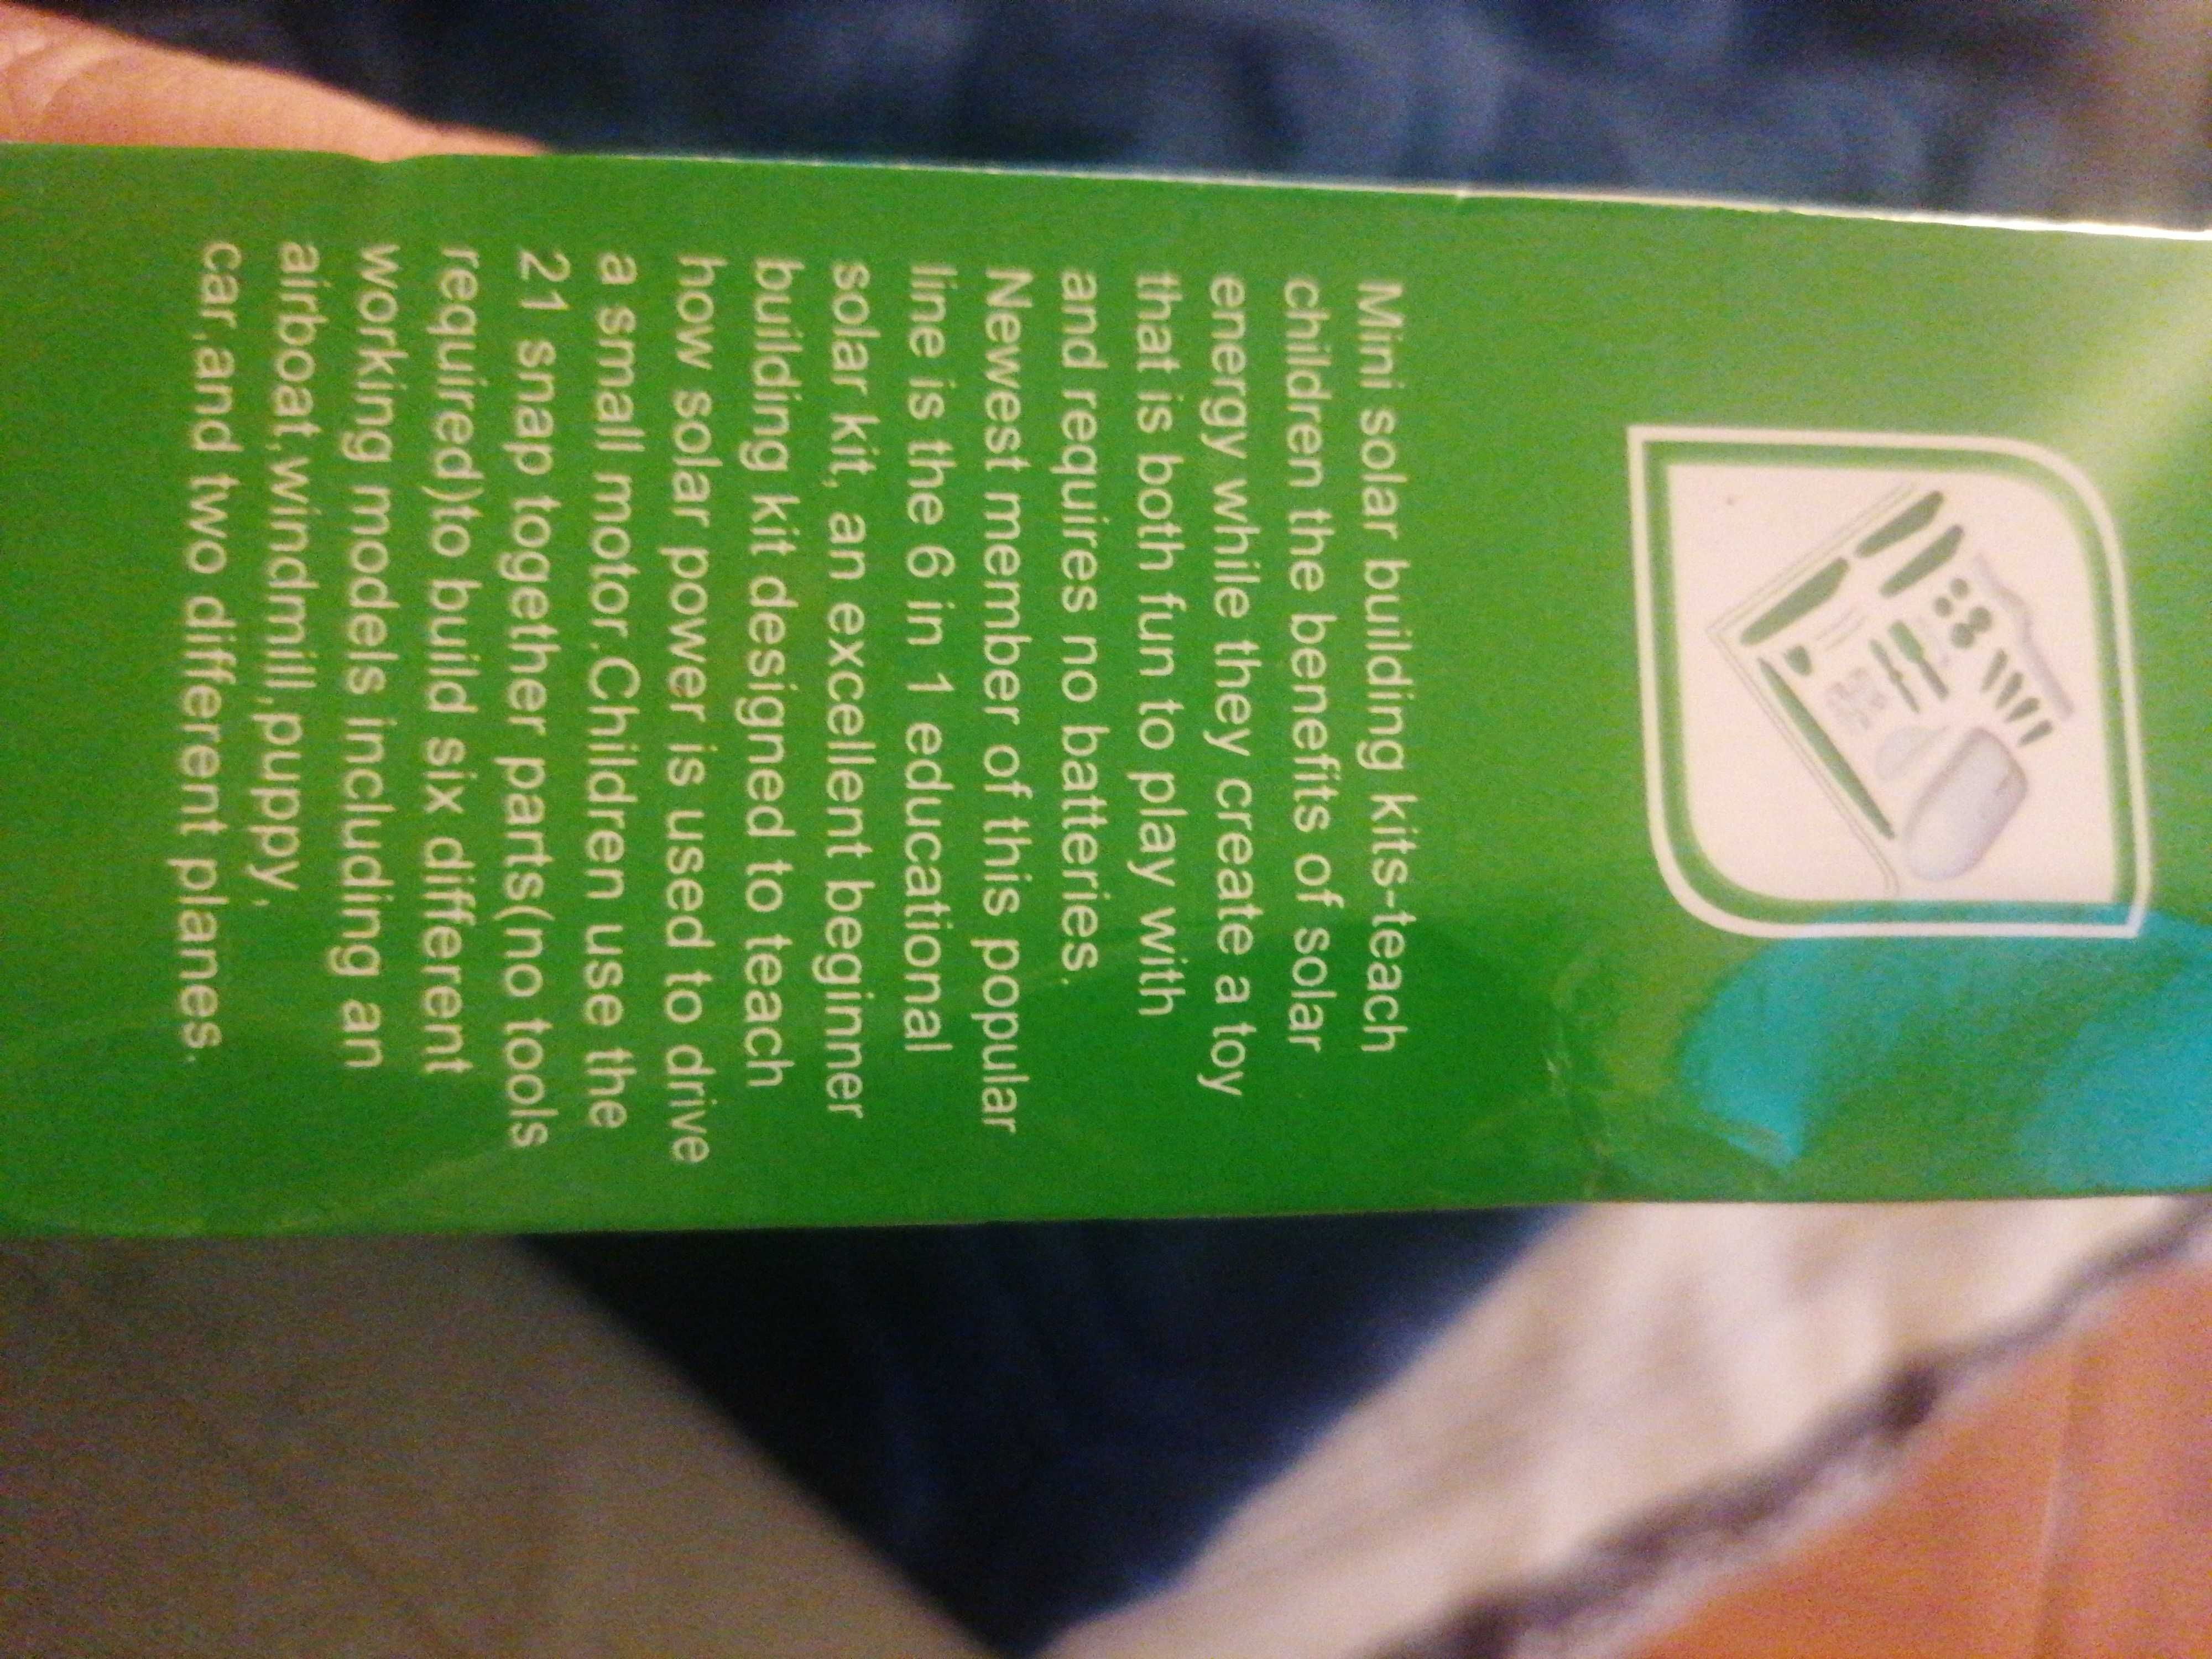 Mini solar building kits-teach
children the benefits of solar
energy while they create a toy
that is both fun to play with
and requires no batteries.
Newest member of this popular
line is the 6 in 1 educational
solar kit, an excellent beginner
building kit designed to teach
how solar power is used to drive
a small motor.Children use the
21 snap together parts(no tools
required)to build six different
working models including an
airboat,windmill,puppy,
car,and two different planes.